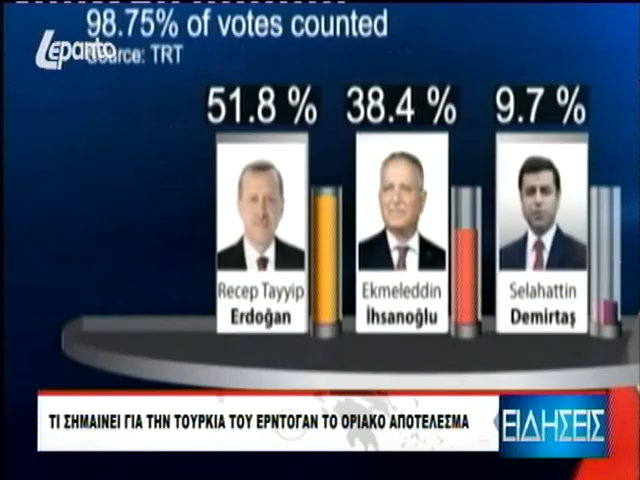 98.75% of votes counted
Lepanto
Source: TRT
51.8 %
38.4 %
9.7 %
Recep Tayyip
Erdoğan
Ekmeleddin
İhsanoğlu
Selahattin
Demirtaş
ΤΙ ΣΗΜΑΙΝΕΙ ΓΙΑ ΤΗΝ ΤΟΥΡΚΙΑ ΤΟΥ ΕΡΝΤΟΓΑΝ ΤΟ ΟΡΙΑΚΟ ΑΠΟΤΕΛΕΣΜΑ
ΕΙΔΗΣΕΙΣ